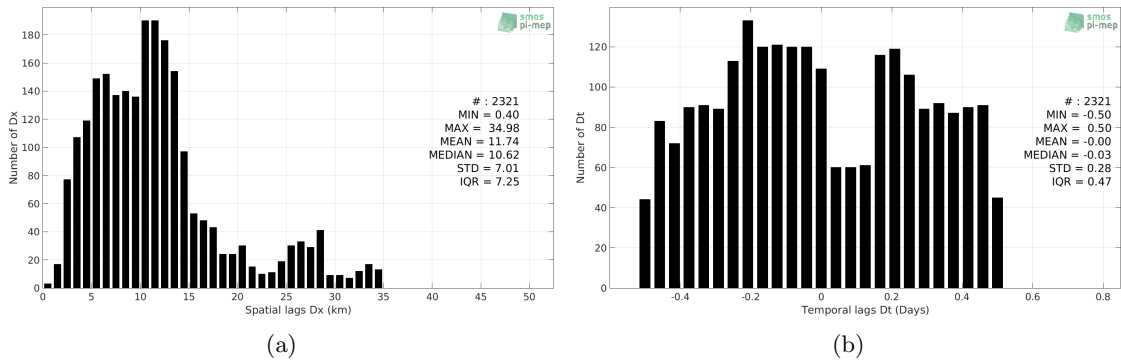 smos
pi-mep
180
160
140
120
100
80
60
40
20
0
Number of Dx
# : 2321
MIN = 0.40
MAX = 34.98
MEAN = 11.74
MEDIAN = 10.62
STD = 7.01
IQR = 7.25
0 5 10 15 20 25 30 35 40 45 50
Spatial lags Dx (km)
(a)
smos
pi-mep
120
100
80
60
40
20
0
Number of Dt
# : 2321
MIN = -0.50
MAX = 0.50
MEAN = -0.00
MEDIAN = -0.03
STD = 0.28
IQR = 0.47
-0.4 -0.2 0 0.2 0.4 0.6 0.8
Temporal lags Dt (Days)
(b)